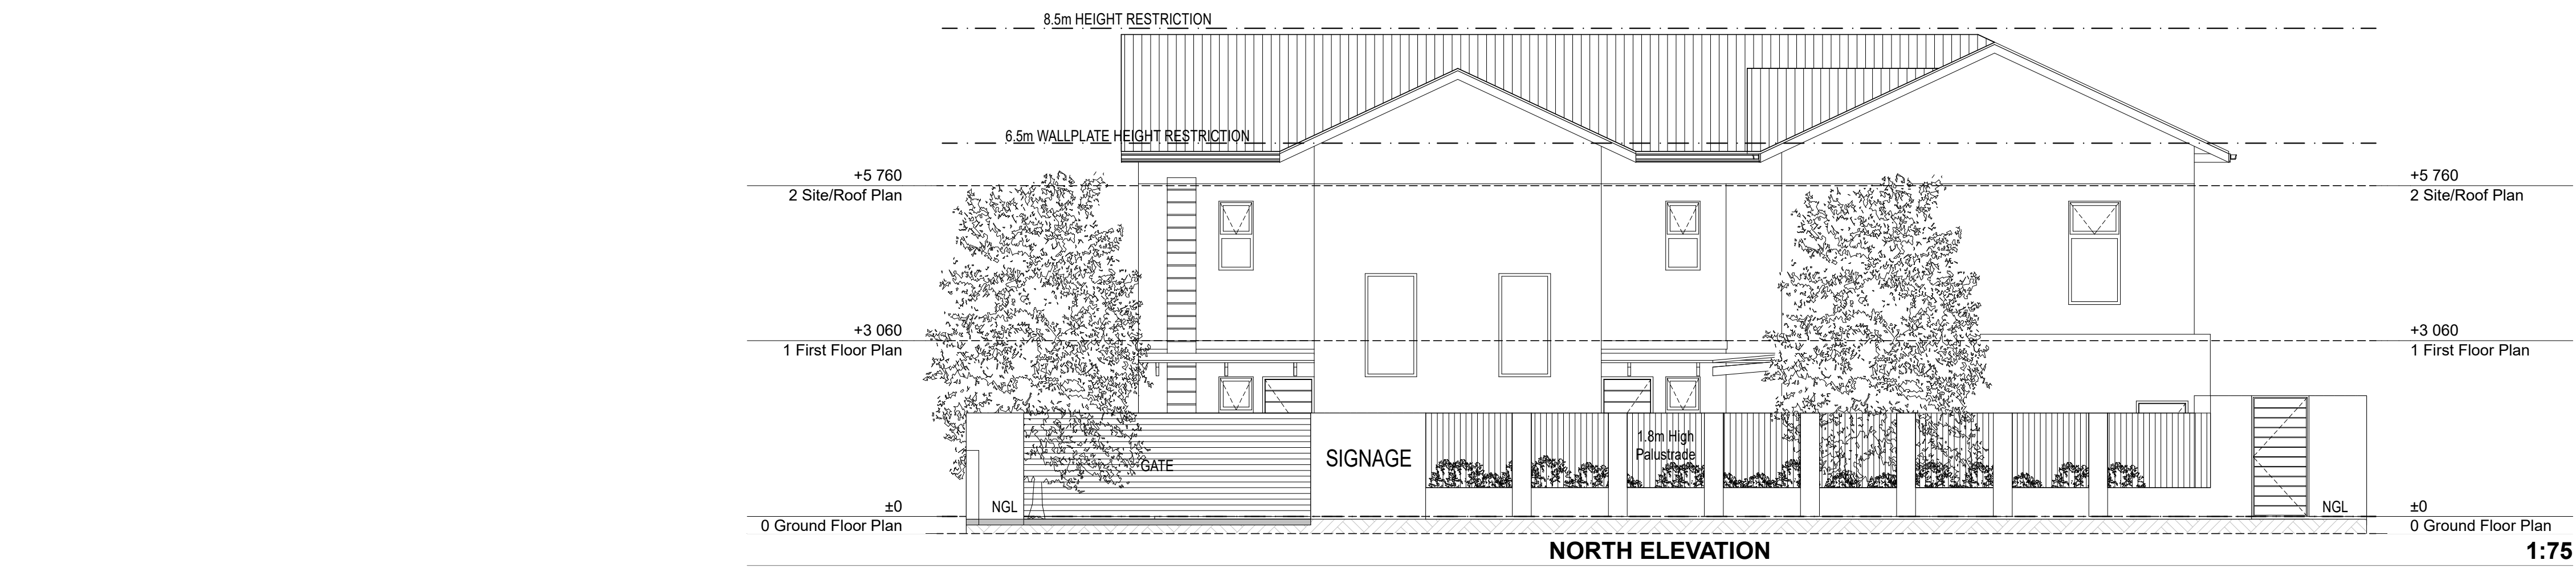 8.5m HEIGHT RESTRICTION
6.5m WALLPLATE HEIGHT RESTRICTION
+5 760
2 Site/Roof Plan
+5 760
2 Site/Roof Plan
+3 060
1 First Floor Plan
+3 060
1 First Floor Plan
1.8m High
Palustrade
SIGNAGE
GATE
NGL
NGL
±0
0 Ground Floor Plan
±0
0 Ground Floor Plan
NORTH ELEVATION
1:75